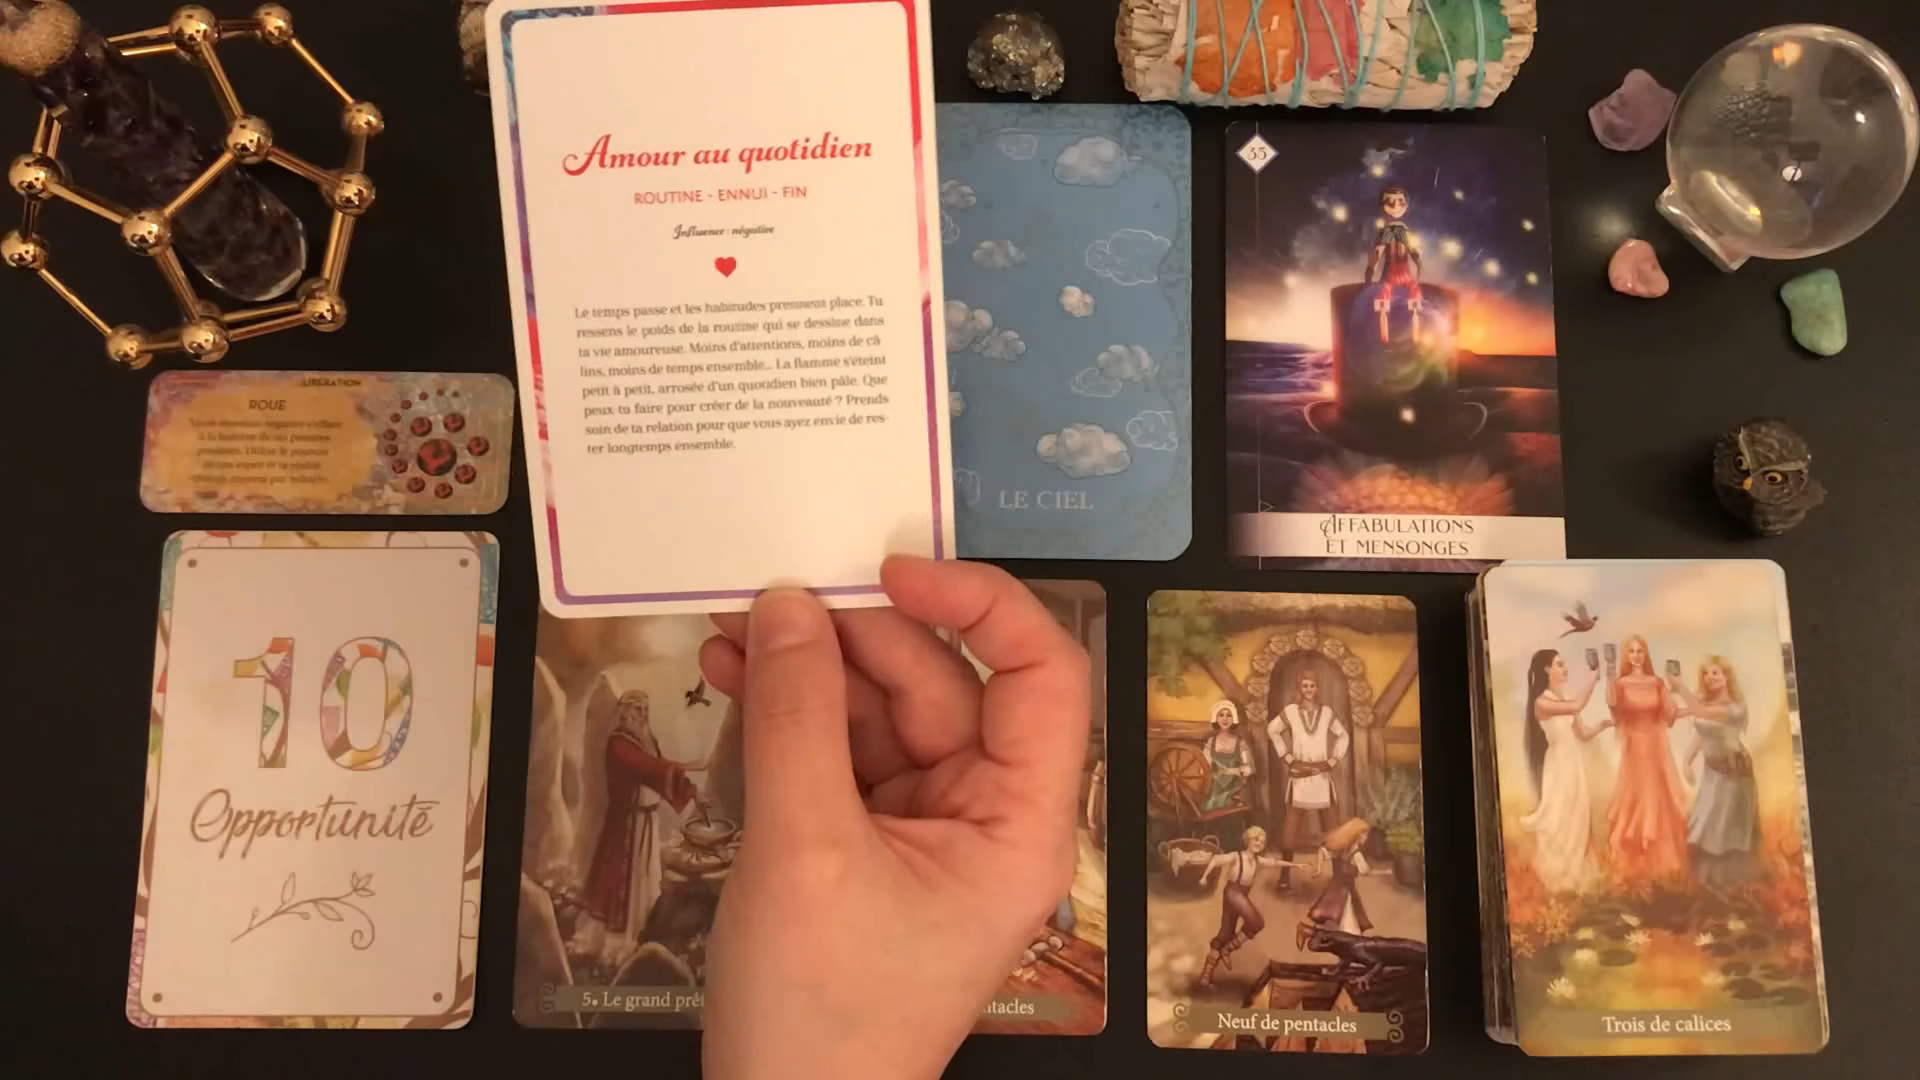 Amour au quotidien
ROUTINE - ENNUI - FIN
Influence : négative
Le temps passe et les habitudes prennent place. Tu
ressens le poids de la routine qui se dessine dans
ta vie amoureuse. Moins d'attentions, moins de câ
lins, moins de temps ensemble... La flamme s'éteint
petit à petit, arrosée d'un quotidien bien pâle. Que
peux-tu faire pour créer de la nouveauté ? Prends
soin de ta relation pour que vous ayez envie de res-
ter longtemps ensemble.
LE CIEL
35
AFFABULATIONS
ET MENSONGES
LIBÉRATION
ROUE
10
Opportunité
5. Le grand prêt
ntacles
Neuf de pentacles
Trois de calices